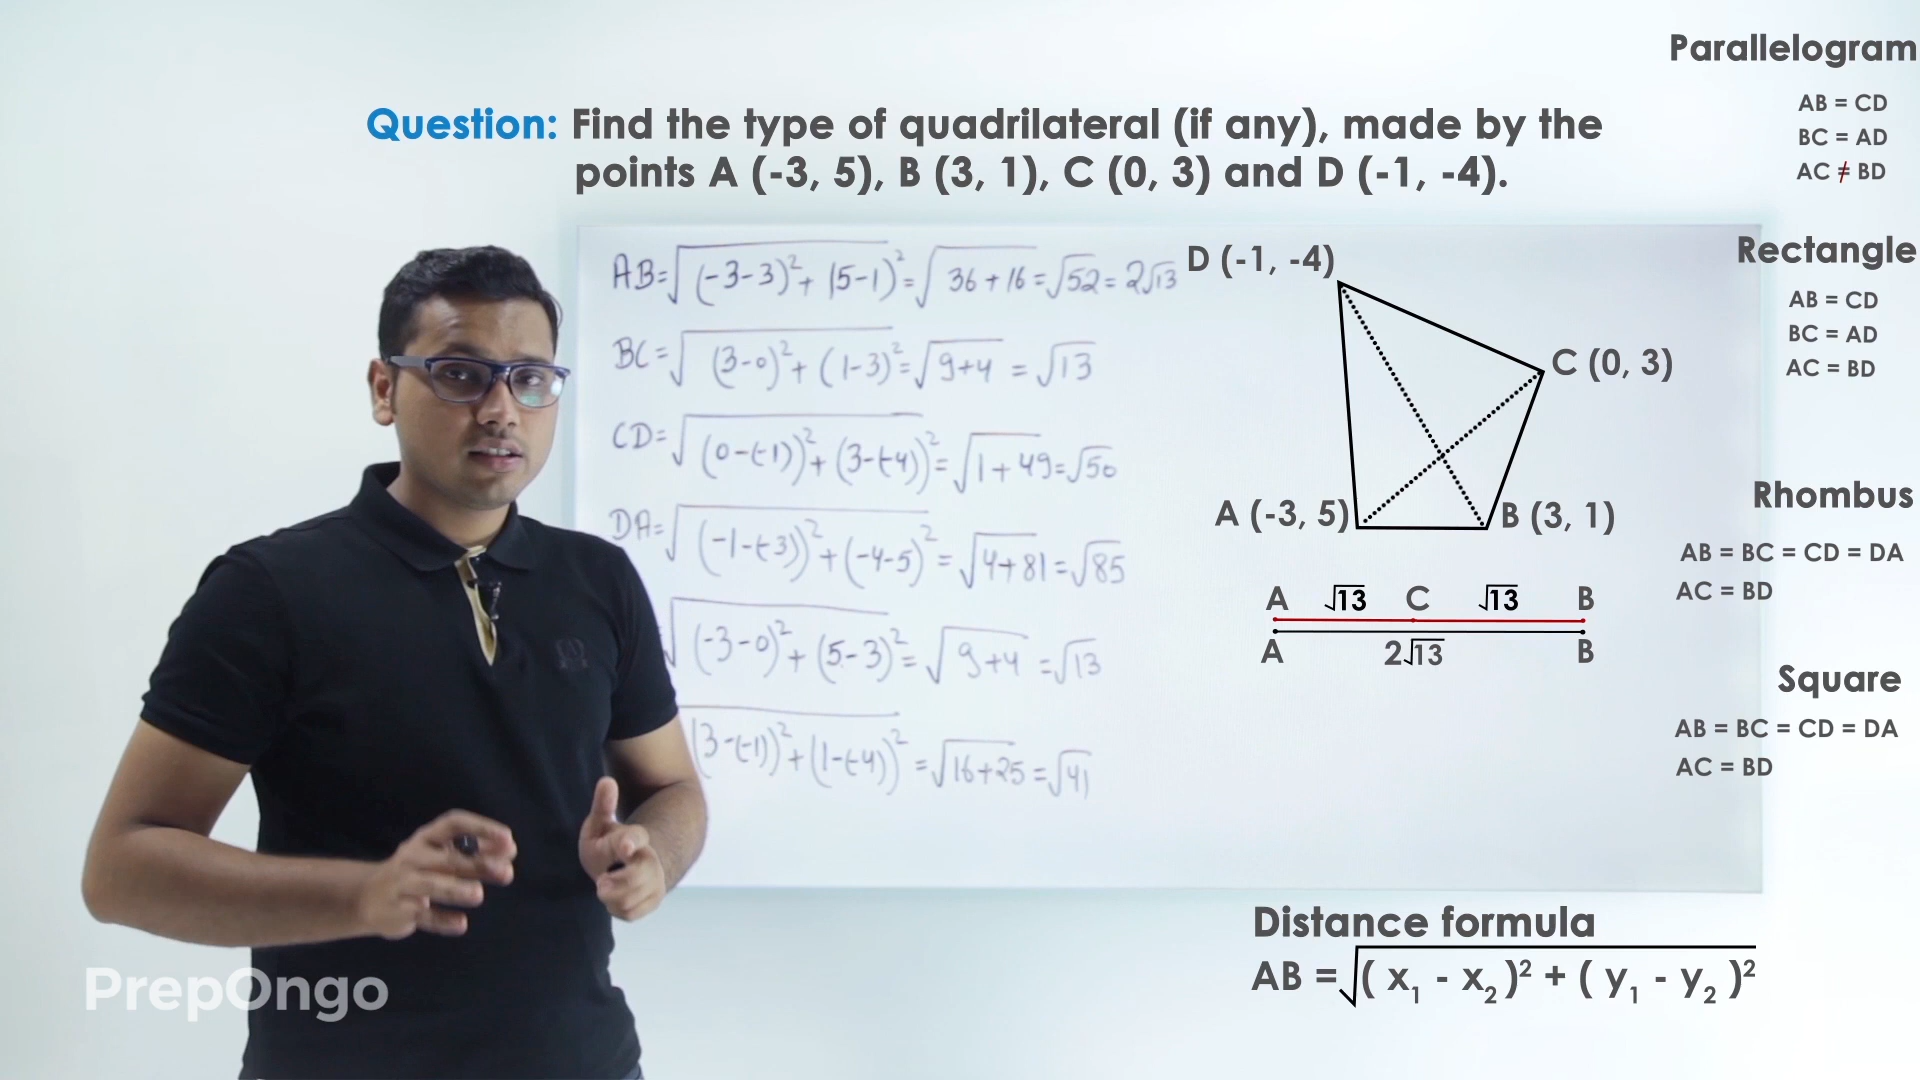 Question: Find the type of quadrilateral (if any), made by the
points A (-3, 5), B (3, 1), C (0, 3) and D (-1, -4).
AB=√(-3-3)²+(5-1)²=√36+16=√52=2√13
BC=√(3-0)²+(1-3)²=√9+4=√13
CD=√(0-(-1))²+(3-(-4))²=√1+49=√50
DA=√(-1-(-3))²+(-4-5)²=√4+81=√85
√(-3-0)²+(5-3)²=√9+4=√13
(3-(-1))²+(1-(-4))²=√16+25=√41
D (-1, -4)
C (0, 3)
A (-3, 5)
B (3, 1)
A √13 C √13 B
A 2√13 B
Parallelogram
AB = CD
BC = AD
AC ≠ BD
Rectangle
AB = CD
BC = AD
AC = BD
Rhombus
AB = BC = CD = DA
AC = BD
Square
AB = BC = CD = DA
AC = BD
Distance formula
AB = √( x₁ - x₂ )² + ( y₁ - y₂ )²
PrepOngo